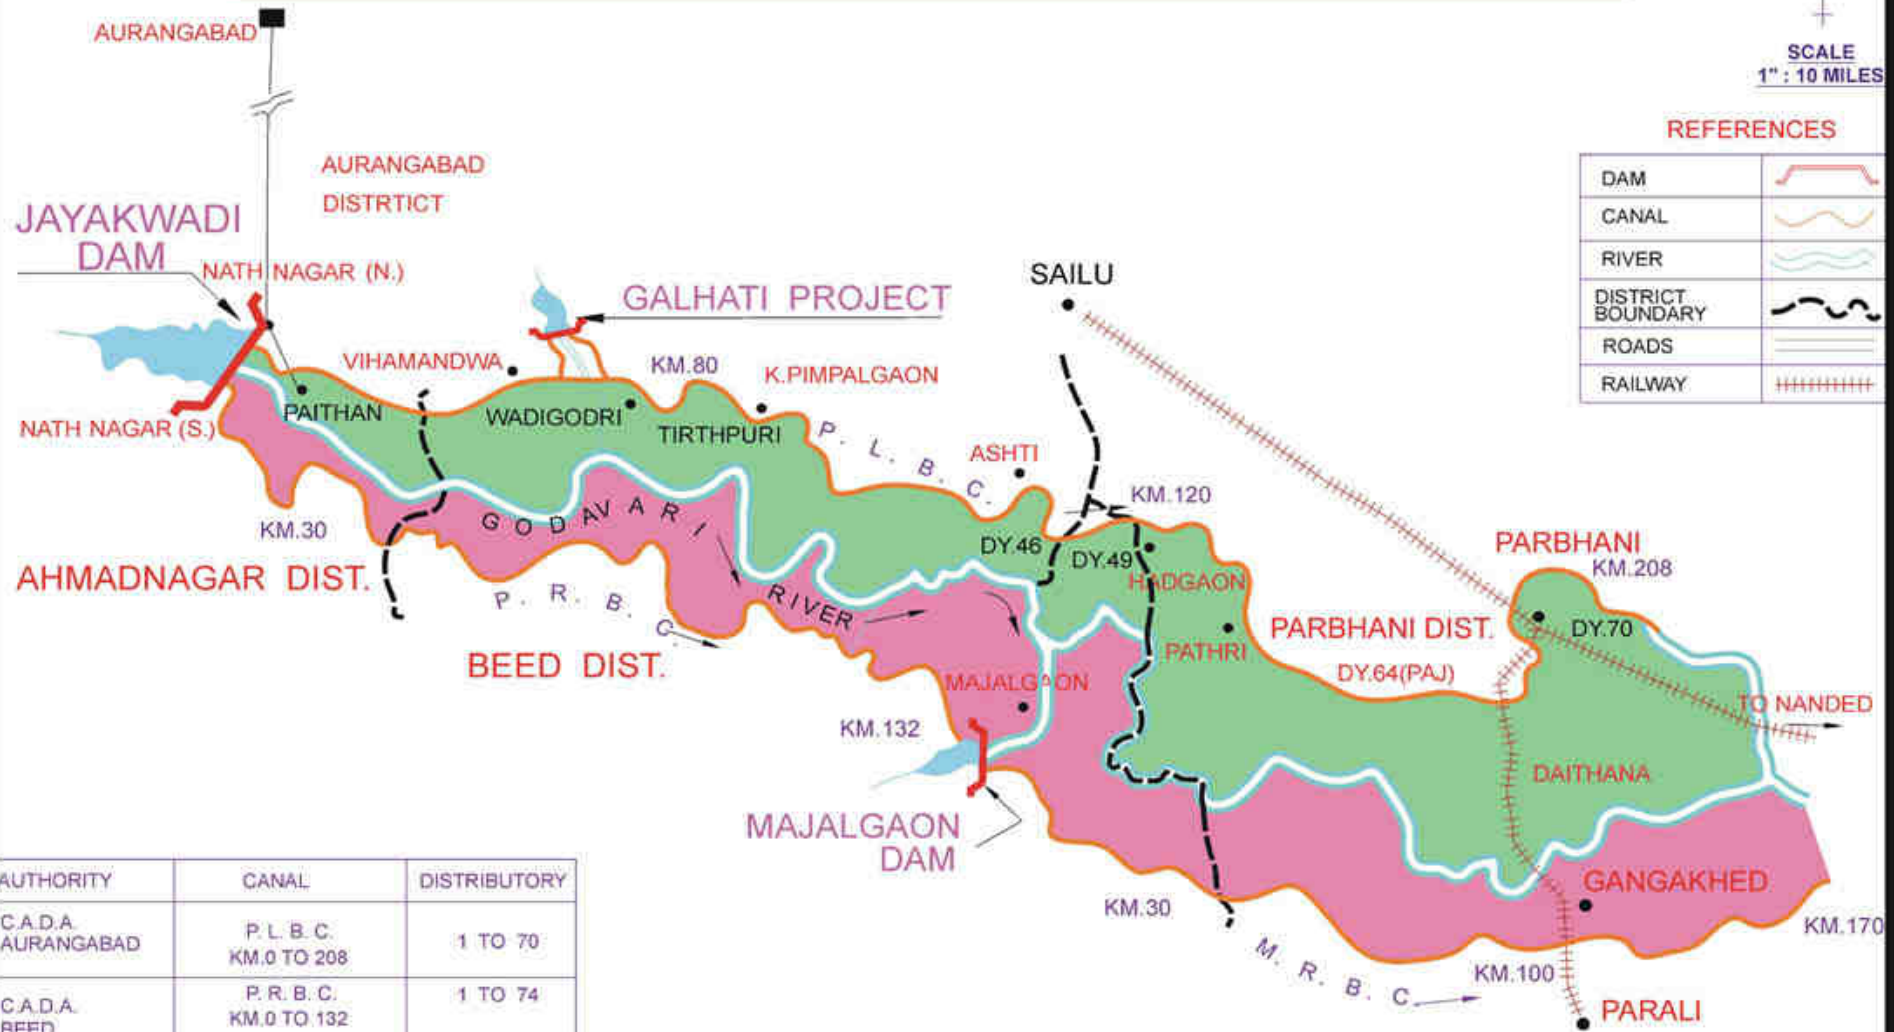 AURANGABAD
SCALE
1" : 10 MILES
REFERENCES
DAM
CANAL
RIVER
DISTRICT
BOUNDARY
ROADS
RAILWAY
AURANGABAD
DISTRTICT
JAYAKWADI
DAM
NATH NAGAR (N.)
NATH NAGAR (S.)
GALHATI PROJECT
SAILU
VIHAMANDWA
KM.80
K.PIMPALGAON
PAITHAN
WADIGODRI
TIRTHPURI
P. L. B. C.
ASHTI
KM.120
KM.30
GODAVARI
RIVER
DY.46
DY.49
HADGAON
PARBHANI
KM.208
AHMADNAGAR DIST.
P. R. B. C.
BEED DIST.
PATHRI
PARBHANI DIST.
DY.64(PAJ)
DY.70
MAJALGAON
KM.132
TO NANDED
DAITHANA
MAJALGAON
DAM
GANGAKHED
KM.30
KM.170
M. R. B. C.
KM.100
PARALI
AUTHORITY CANAL DISTRIBUTORY
C.A.D.A.
AURANGABAD
P. L. B. C.
KM.0 TO 208
1 TO 70
C.A.D.A.
BEED
P. R. B. C.
KM.0 TO 132
1 TO 74